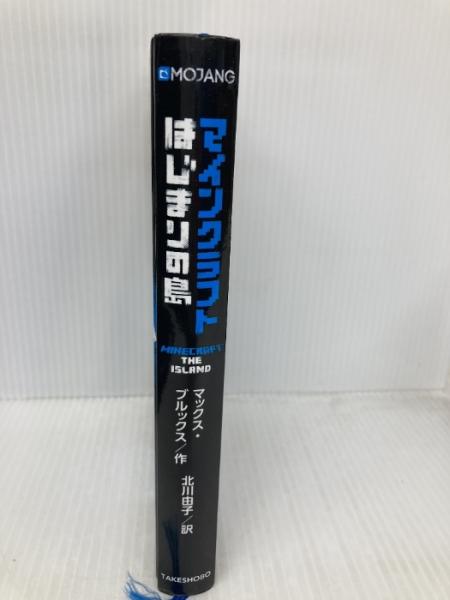 MOJANG
マインクラフト
はじまりの島
MINECRAFT
THE
ISLAND
マックス・
ブルックス/作
北川由子/訳
TAKESHOBO